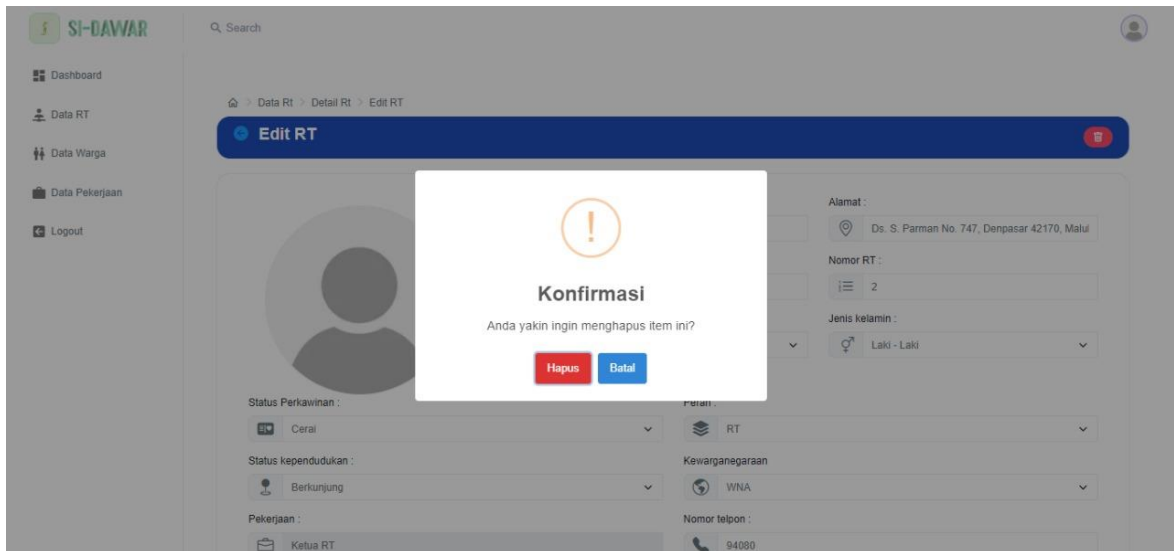 SI-DAWAR
Search
Dashboard
Data RT
Data Warga
Data Pekerjaan
Logout
> Data Rt > Detail Rt > Edit RT
Edit RT
Alamat :
Ds. S. Parman No. 747, Denpasar 42170, Malul
Nomor RT :
2
Jenis kelamin :
Laki - Laki
!
Konfirmasi
Anda yakin ingin menghapus item ini?
Hapus
Batal
Status Perkawinan :
Cerai
Peran :
RT
Status kependudukan :
Berkunjung
Kewarganegaraan
WNA
Pekerjaan :
Ketua RT
Nomor telpon :
94080